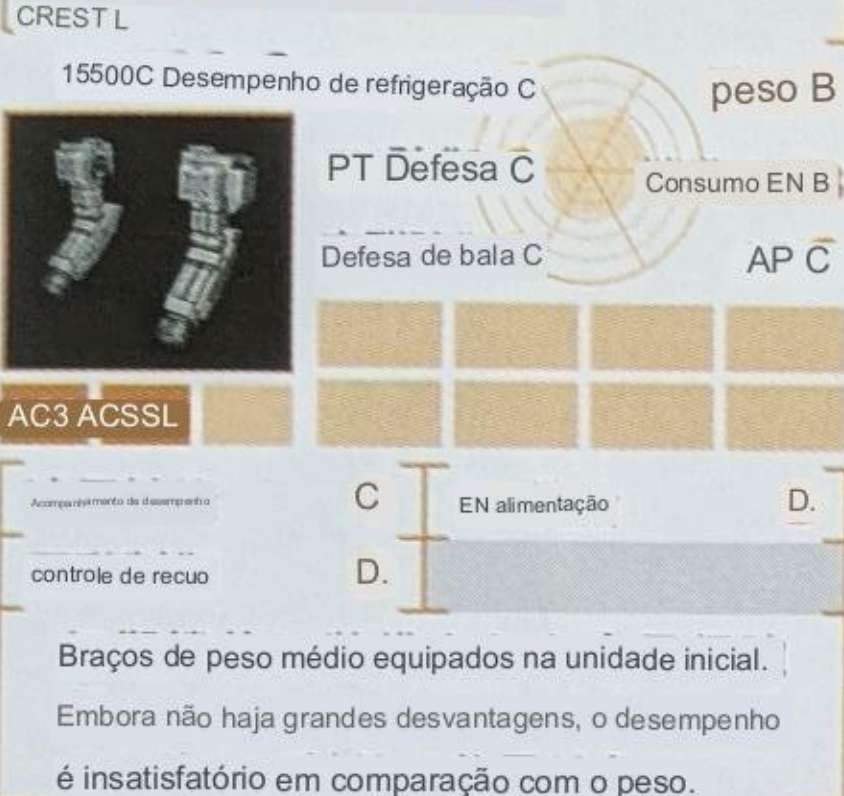 CREST L
15500C Desempenho de refrigeração C
peso B
PT Defesa C
Consumo EN B
Defesa de bala C
AP C
AC3 ACSSL
Acompanhamento de desempenho C
EN alimentação D.
controle de recuo D.
Braços de peso médio equipados na unidade inicial.
Embora não haja grandes desvantagens, o desempenho
é insatisfatório em comparação com o peso.